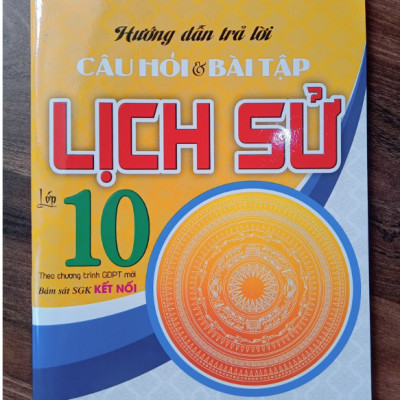 Hướng dẫn trả lời
CÂU HỎI & BÀI TẬP
LỊCH SỬ
Lớp 10
Theo chương trình GDPT mới
Bám sát SGK KẾT NỐI